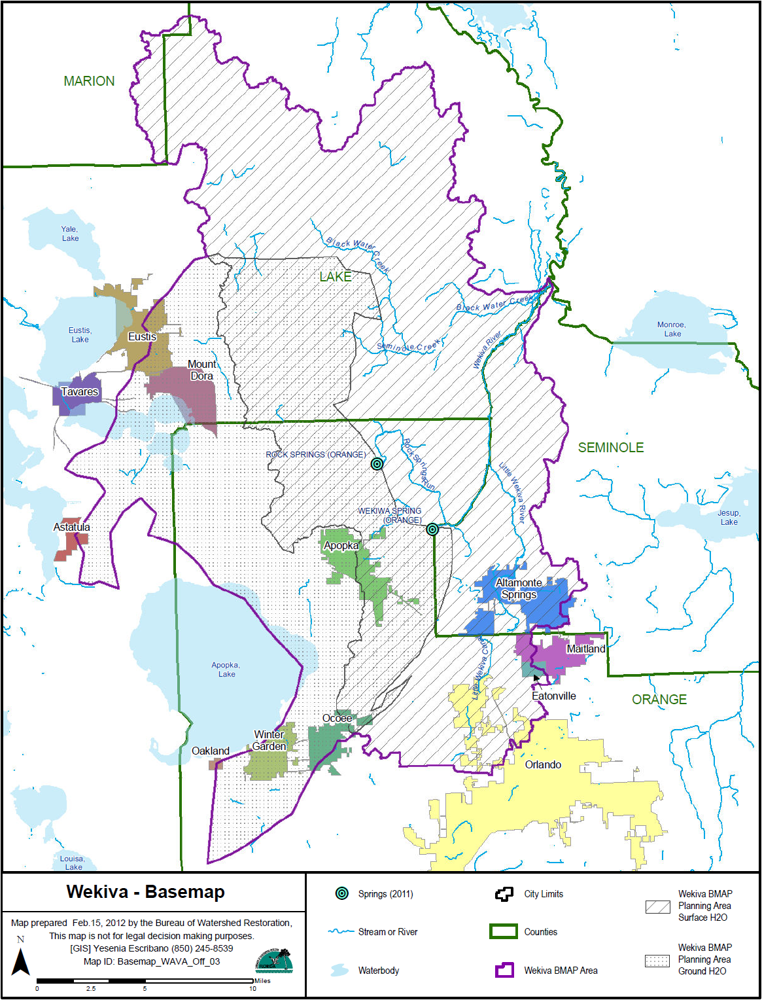 MARION
Yale,
Lake
Black Water
Creek
LAKE
Black Water Creek
Monroe,
Lake
Eustis,
Lake
Eustis
Seminole Creek
Wekiva River
Mount
Dora
Tavares
SEMINOLE
ROCK SPRINGS (ORANGE)
Rock Springs
Run
Little Wekiva River
WEKIWA SPRING
(ORANGE)
Jesup,
Lake
Astatula
Apopka
Altamonte
Springs
Maitland
Apopka,
Lake
Little Wekiva
Eatonville
ORANGE
Ocoee
Winter
Garden
Oakland
Orlando
Louisa,
Lake
Wekiva - Basemap
Map prepared Feb.15, 2012 by the Bureau of Watershed Restoration,
This map is not for legal decision making purposes.
[GIS] Yesenia Escribano (850) 245-8539
Map ID: Basemap_WAVA_Off_03
N
FLORIDA
Miles
0 2.5 5 10
Springs (2011)
Stream or River
Waterbody
City Limits
Counties
Wekiva BMAP Area
Wekiva BMAP
Planning Area
Surface H2O
Wekiva BMAP
Planning Area
Ground H2O